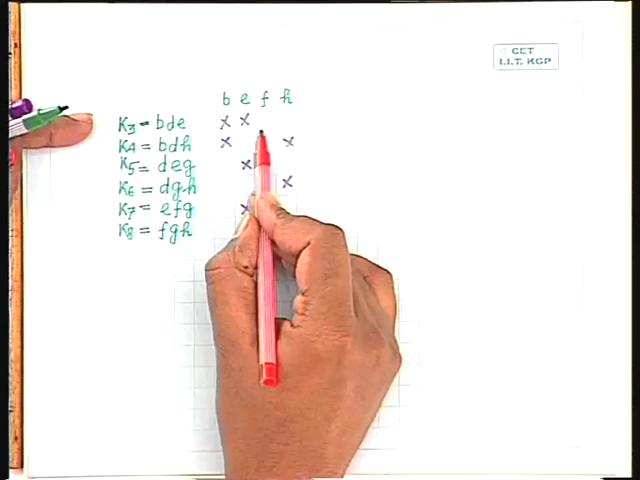 © CET
I.I.T. KGP
b e f h
K3 = bde x x
K4 = bdh x x
K5 = deg x
K6 = dgh x
K7 = efg x
K8 = fgh